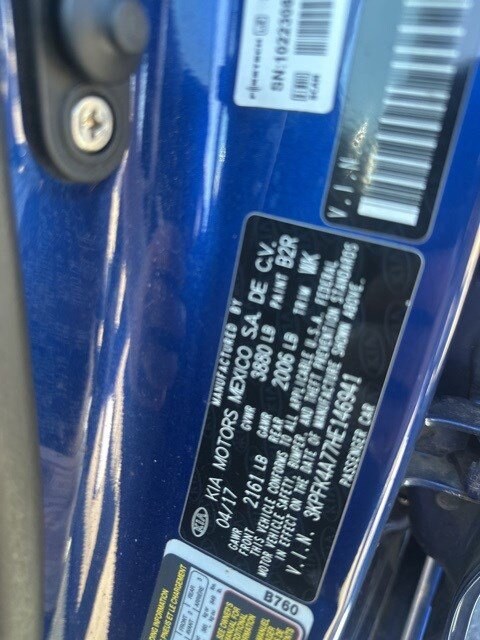 SN:1022308
SCAN
V.I.N.
MANUFACTURED BY
KIA KIA MOTORS MEXICO S.A. DE C.V.
04/17 GVWR 3880 LB PAINT B2R
GAWR FRONT 2161 LB GAWR REAR 2006 LB TRIM WK
THIS VEHICLE CONFORMS TO ALL APPLICABLE U.S.A. FEDERAL
MOTOR VEHICLE SAFETY, BUMPER, AND THEFT PREVENTION STANDARDS
IN EFFECT ON THE DATE OF MANUFACTURE SHOWN ABOVE.
V.I.N. 3KPFK4A77HE146941
PASSENGER CAR
B760